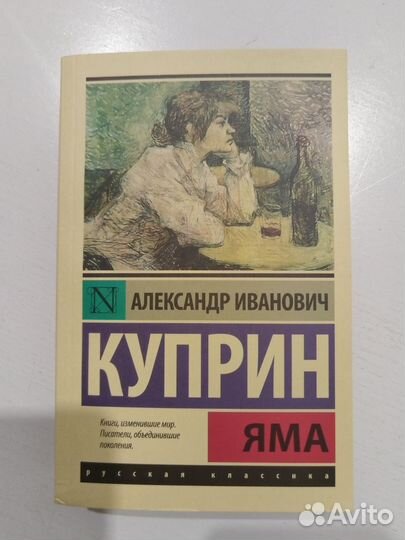 N
АЛЕКСАНДР ИВАНОВИЧ
КУПРИН
Книги, изменившие мир.
Писатели, объединившие
поколения.
ЯМА
русская классика
Avito